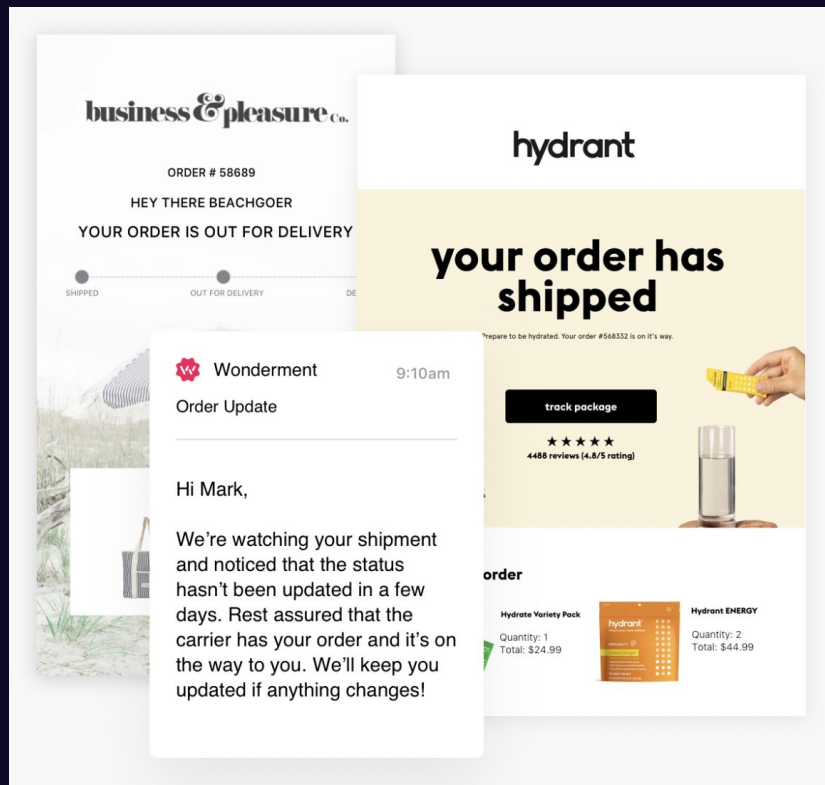 business & pleasure Co.
ORDER # 58689
HEY THERE BEACHGOER
YOUR ORDER IS OUT FOR DELIVERY
SHIPPED
OUT FOR DELIVERY
DE
hydrant
your order has
shipped
Prepare to be hydrated. Your order #568332 is on it's way.
track package
4488 reviews (4.8/5 rating)
order
Hydrate Variety Pack
Quantity: 1
Total: $24.99
hydrant
Hydrant ENERGY
Quantity: 2
Total: $44.99
Wonderment
9:10am
Order Update
Hi Mark,
We’re watching your shipment
and noticed that the status
hasn’t been updated in a few
days. Rest assured that the
carrier has your order and it’s on
the way to you. We’ll keep you
updated if anything changes!